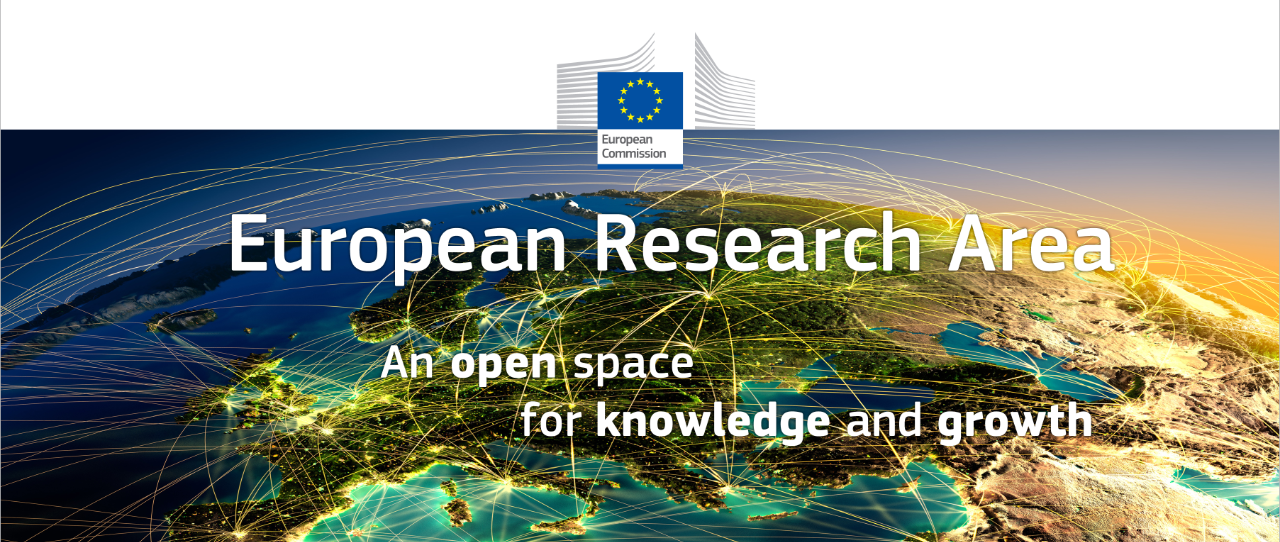 European
Commission
European Research Area
An open space
for knowledge and growth